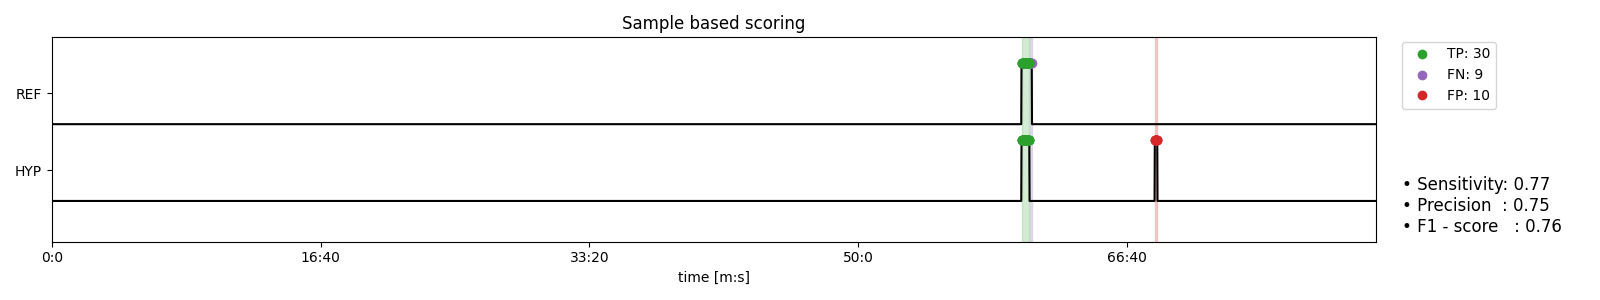 Sample based scoring
REF
HYP
0:0
16:40
33:20
50:0
66:40
time [m:s]
TP: 30
FN: 9
FP: 10
• Sensitivity: 0.77
• Precision : 0.75
• F1 - score : 0.76